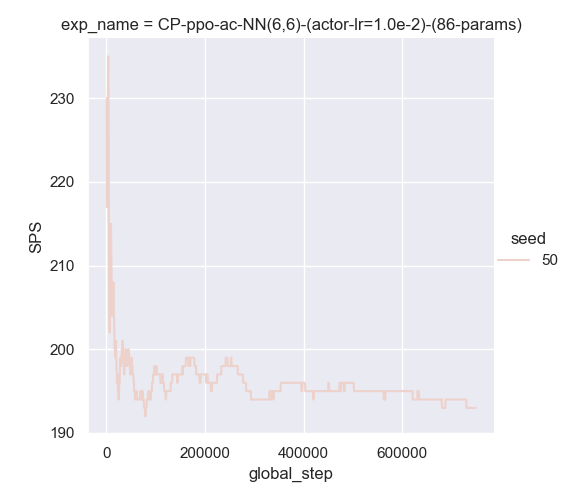 exp_name = CP-ppo-ac-NN(6,6)-(actor-lr=1.0e-2)-(86-params)
230
220
SPS
210
200
190
seed
50
0 200000 400000 600000
global_step